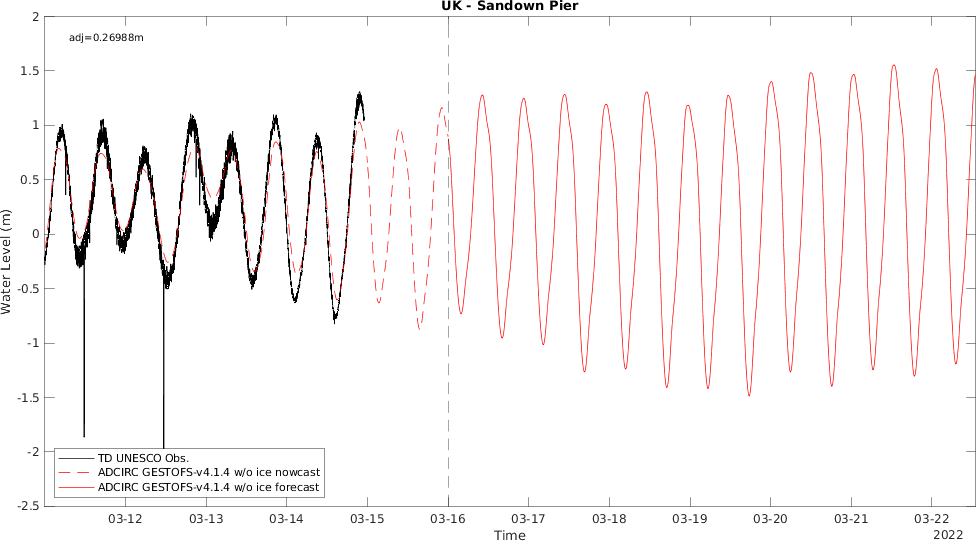 UK - Sandown Pier
adj=0.26988m
2
1.5
1
0.5
0
-0.5
-1
-1.5
-2
-2.5
Water Level (m)
TD UNESCO Obs.
ADCIRC GESTOFS-v4.1.4 w/o ice nowcast
ADCIRC GESTOFS-v4.1.4 w/o ice forecast
03-12 03-13 03-14 03-15 03-16 03-17 03-18 03-19 03-20 03-21 03-22
Time
2022